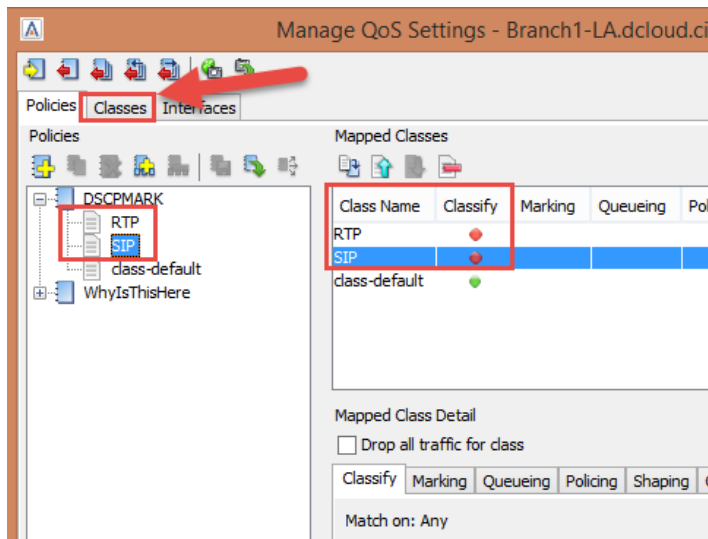 Manage QoS Settings - Branch1-LA.dcloud.ci
Policies Classes Interfaces
Policies
DSCPMARK
RTP
SIP
class-default
WhyIsThisHere
Mapped Classes
Class Name Classify Marking Queueing Pol
RTP
SIP
class-default
Mapped Class Detail
Drop all traffic for class
Classify Marking Queueing Policing Shaping
Match on: Any